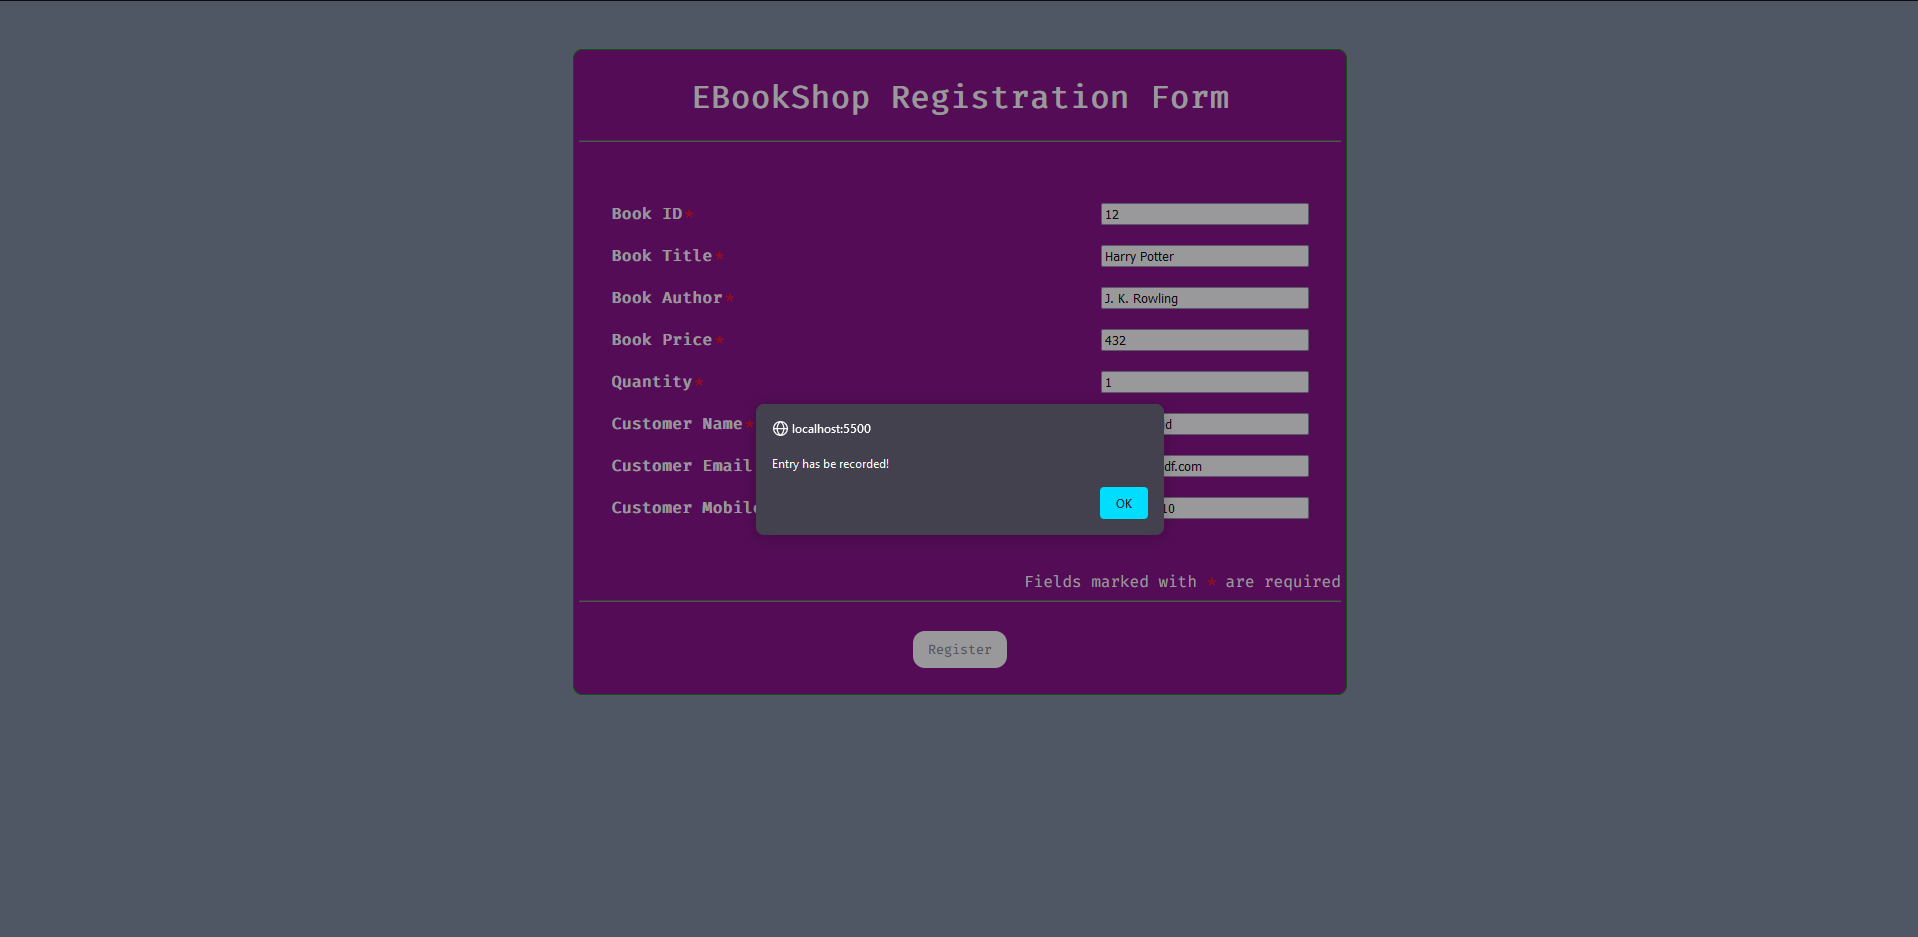 EBookShop Registration Form
Book ID* 12
Book Title* Harry Potter
Book Author* J. K. Rowling
Book Price* 432
Quantity* 1
Customer Name*
localhost:5500
Customer Email df.com
Entry has be recorded!
OK
Customer 10
Fields marked with * are required
Register